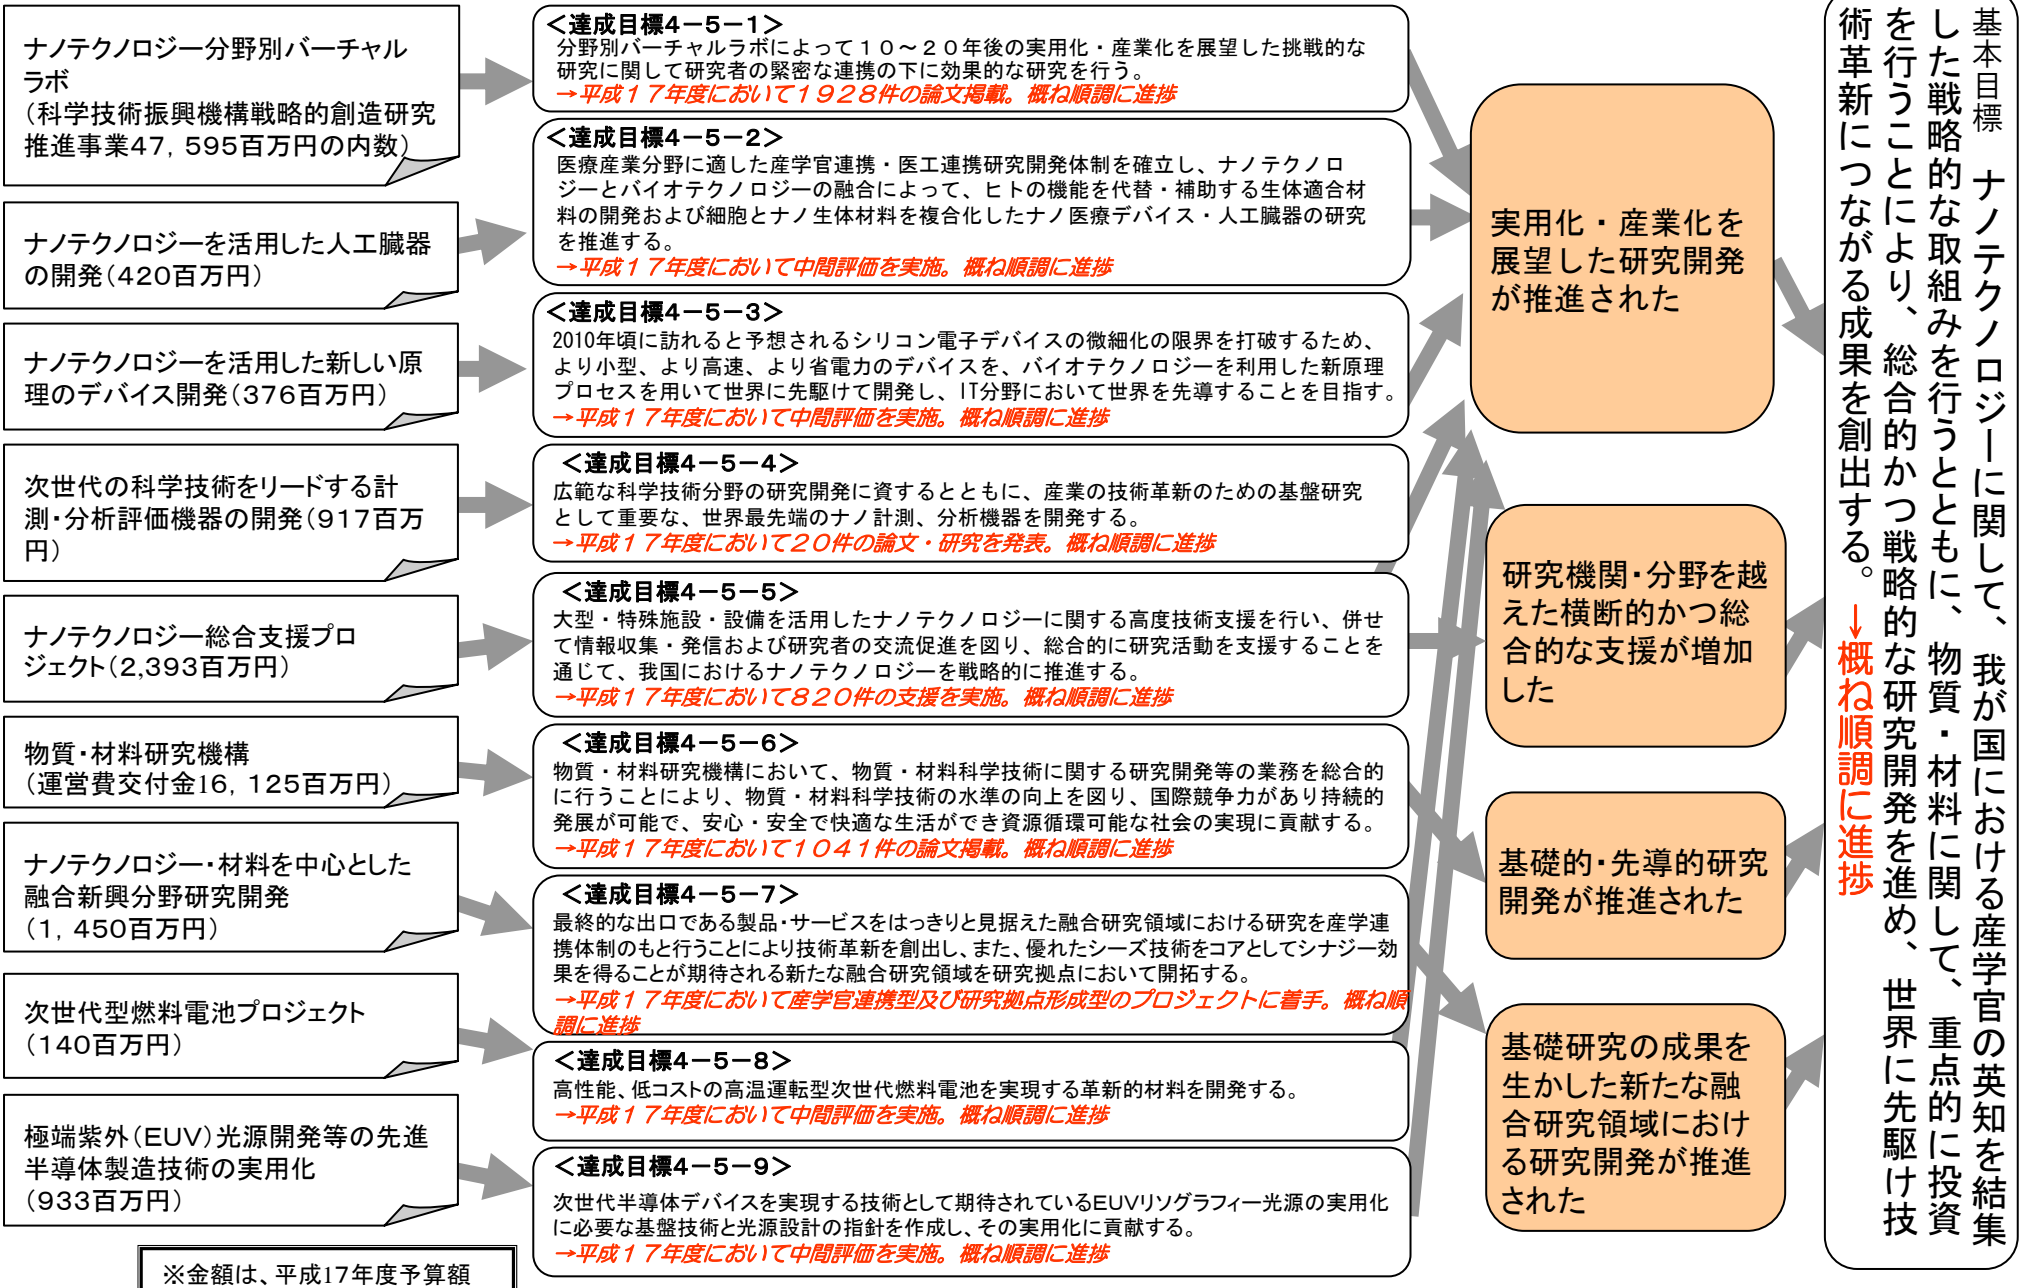 ナノテクノロジー分野別バーチャル
ラボ
（科学技術振興機構戦略的創造研究
推進事業47，595百万円の内数）
ナノテクノロジーを活用した人工臓器
の開発（420百万円）
ナノテクノロジーを活用した新しい原
理のデバイス開発（376百万円）
次世代の科学技術をリードする計
測・分析評価機器の開発（917百万
円）
ナノテクノロジー総合支援プロ
ジェクト（2,393百万円）
物質・材料研究機構
（運営費交付金16，125百万円）
ナノテクノロジー・材料を中心とした
融合新興分野研究開発
（1，450百万円）
次世代型燃料電池プロジェクト
（140百万円）
極端紫外（EUV）光源開発等の先進
半導体製造技術の実用化
（933百万円）
※金額は、平成17年度予算額
＜達成目標4－5－1＞
分野別バーチャルラボによって１０～２０年後の実用化・産業化を展望した挑戦的な
研究に関して研究者の緊密な連携の下に効果的な研究を行う。
→平成１７年度において１９２８件の論文掲載。概ね順調に進捗
＜達成目標4－5－2＞
医療産業分野に適した産学官連携・医工連携研究開発体制を確立し、ナノテクノロ
ジーとバイオテクノロジーの融合によって、ヒトの機能を代替・補助する生体適合材
料の開発および細胞とナノ生体材料を複合化したナノ医療デバイス・人工臓器の研究
を推進する。
→平成１７年度において中間評価を実施。概ね順調に進捗
＜達成目標4－5－3＞
2010年頃に訪れると予想されるシリコン電子デバイスの微細化の限界を打破するため、
より小型、より高速、より省電力のデバイスを、バイオテクノロジーを利用した新原理
プロセスを用いて世界に先駆けて開発し、IT分野において世界を先導することを目指す。
→平成１７年度において中間評価を実施。概ね順調に進捗
＜達成目標4－5－4＞
広範な科学技術分野の研究開発に資するとともに、産業の技術革新のための基盤研究
として重要な、世界最先端のナノ計測、分析機器を開発する。
→平成１７年度において２０件の論文・研究を発表。概ね順調に進捗
＜達成目標4－5－5＞
大型・特殊施設・設備を活用したナノテクノロジーに関する高度技術支援を行い、併せ
て情報収集・発信および研究者の交流促進を図り、総合的に研究活動を支援することを
通じて、我国におけるナノテクノロジーを戦略的に推進する。
→平成１７年度において８２０件の支援を実施。概ね順調に進捗
＜達成目標4－5－6＞
物質・材料研究機構において、物質・材料科学技術に関する研究開発等の業務を総合的
に行うことにより、物質・材料科学技術の水準の向上を図り、国際競争力があり持続的
発展が可能で、安心・安全で快適な生活ができ資源循環可能な社会の実現に貢献する。
→平成１７年度において１０４１件の論文掲載。概ね順調に進捗
＜達成目標4－5－7＞
最終的な出口である製品・サービスをはっきりと見据えた融合研究領域における研究を産学連
携体制のもと行うことにより技術革新を創出し、また、優れたシーズ技術をコアとしてシナジー効
果を得ることが期待される新たな融合研究領域を研究拠点において開拓する。
→平成１７年度において産学官連携型及び研究拠点形成型のプロジェクトに着手。概ね順
調に進捗
＜達成目標4－5－8＞
高性能、低コストの高温運転型次世代燃料電池を実現する革新的材料を開発する。
→平成１７年度において中間評価を実施。概ね順調に進捗
＜達成目標4－5－9＞
次世代半導体デバイスを実現する技術として期待されているEUVリソグラフィー光源の実用化
に必要な基盤技術と光源設計の指針を作成し、その実用化に貢献する。
→平成１７年度において中間評価を実施。概ね順調に進捗
実用化・産業化を
展望した研究開発
が推進された
研究機関・分野を越
えた横断的かつ総
合的な支援が増加
した
基礎的・先導的研究
開発が推進された
基礎研究の成果を
生かした新たな融
合研究領域におけ
る研究開発が推進
された
基本目標　ナノテクノロジーに関して、我が国における産学官の英知を結集
した戦略的な取組みを行うとともに、物質・材料に関して、重点的に投資
を行うことにより、総合的かつ戦略的な研究開発を進め、世界に先駆け技
術革新につながる成果を創出する。→概ね順調に進捗